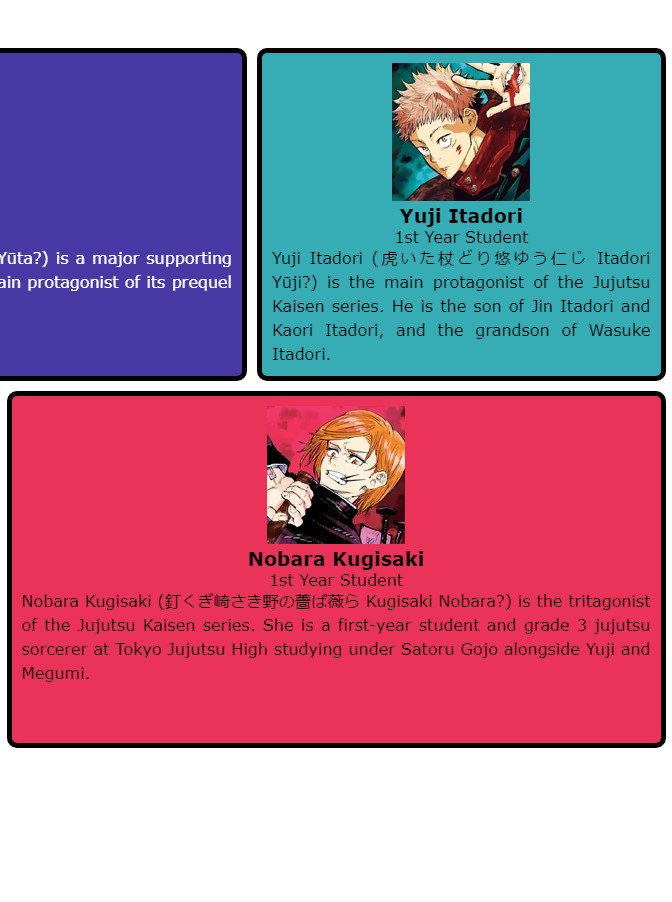 Yūta?) is a major supporting
ain protagonist of its prequel
Yuji Itadori
1st Year Student
Yuji Itadori (虎いた杖どり悠ゆう仁じ Itadori
Yūji?) is the main protagonist of the Jujutsu
Kaisen series. He is the son of Jin Itadori and
Kaori Itadori, and the grandson of Wasuke
Itadori.
Nobara Kugisaki
1st Year Student
Nobara Kugisaki (釘くぎ崎さき野の薔ば薇ら Kugisaki Nobara?) is the tritagonist
of the Jujutsu Kaisen series. She is a first-year student and grade 3 jujutsu
sorcerer at Tokyo Jujutsu High studying under Satoru Gojo alongside Yuji and
Megumi.